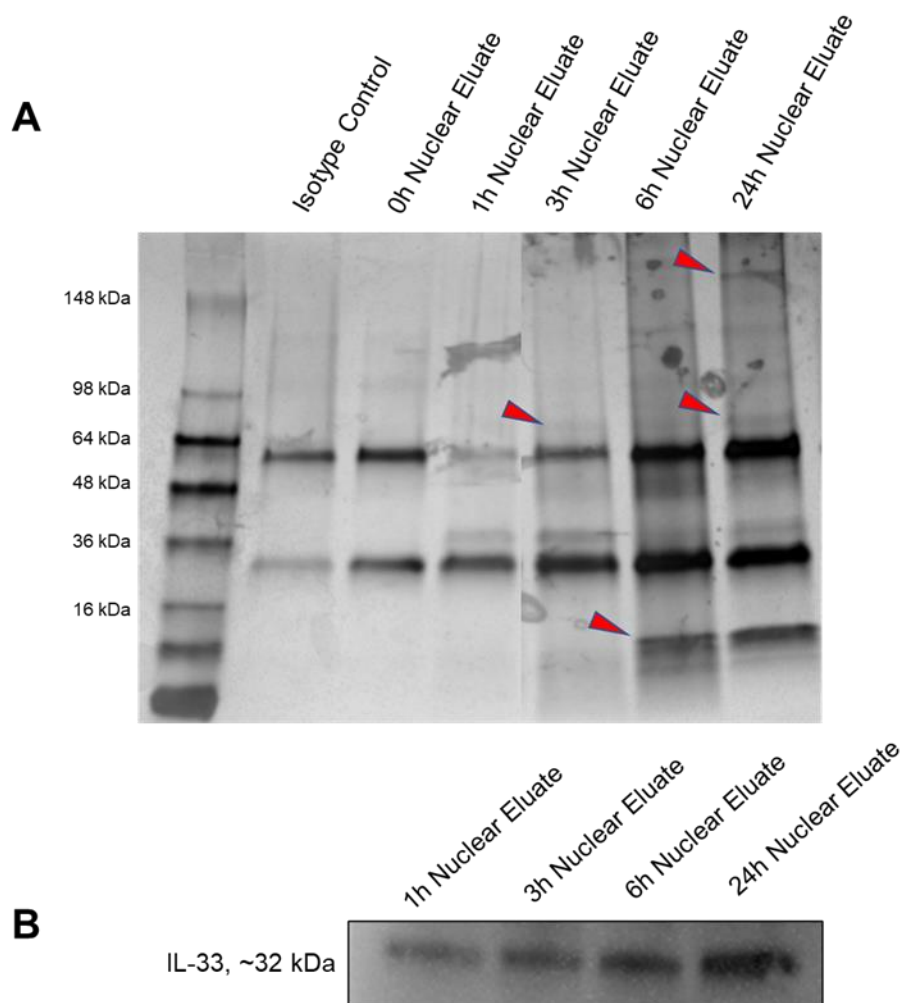 A
Isotype Control
0h Nuclear Eluate
1h Nuclear Eluate
3h Nuclear Eluate
6h Nuclear Eluate
24h Nuclear Eluate
148 kDa
98 kDa
64 kDa
48 kDa
36 kDa
16 kDa
1h Nuclear Eluate
3h Nuclear Eluate
6h Nuclear Eluate
24h Nuclear Eluate
B
IL-33, ~32 kDa